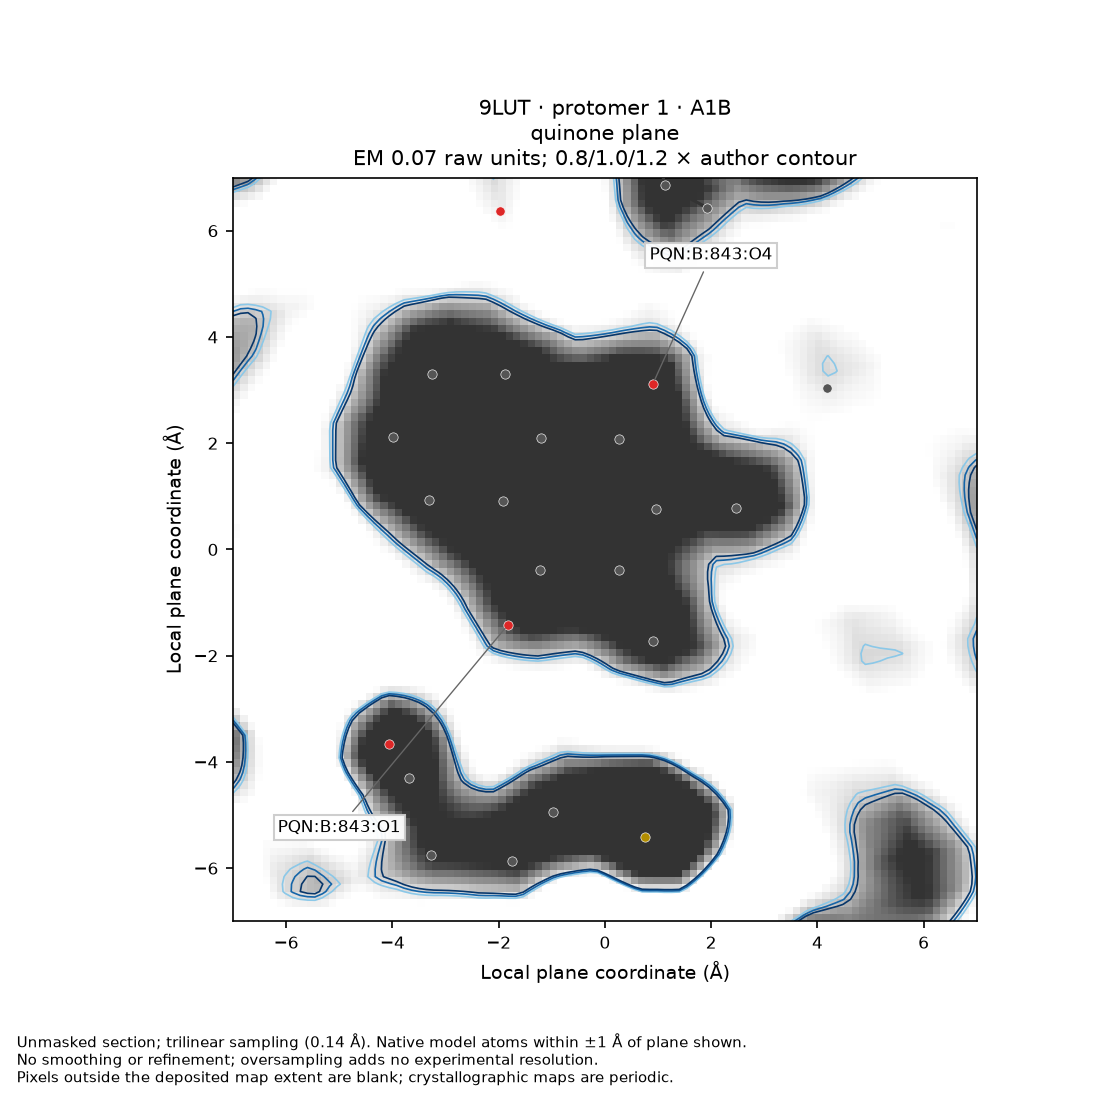 9LUT · protomer 1 · A1B
quinone plane
EM 0.07 raw units; 0.8/1.0/1.2 × author contour
6
PQN:B:843:O4
4
2
0
−2
−4
PQN:B:843:O1
−6
−6
−4
−2
0
2
4
6
Local plane coordinate (Å)
Local plane coordinate (Å)
Unmasked section; trilinear sampling (0.14 Å). Native model atoms within ±1 Å of plane shown.
No smoothing or refinement; oversampling adds no experimental resolution.
Pixels outside the deposited map extent are blank; crystallographic maps are periodic.